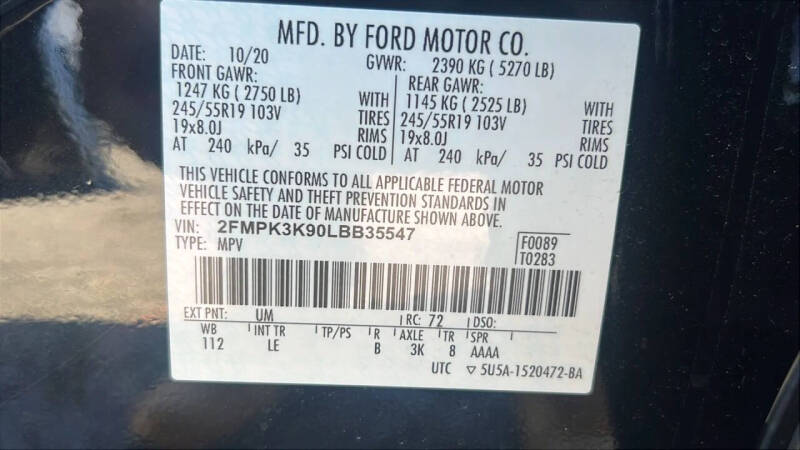 MFD. BY FORD MOTOR CO.
DATE: 10/20 GVWR: 2390 KG ( 5270 LB)
FRONT GAWR: REAR GAWR:
1247 KG ( 2750 LB) WITH 1145 KG ( 2525 LB) WITH
245/55R19 103V TIRES 245/55R19 103V TIRES
19x8.0J RIMS 19x8.0J RIMS
AT 240 kPa/ 35 PSI COLD AT 240 kPa/ 35 PSI COLD
THIS VEHICLE CONFORMS TO ALL APPLICABLE FEDERAL MOTOR
VEHICLE SAFETY AND THEFT PREVENTION STANDARDS IN
EFFECT ON THE DATE OF MANUFACTURE SHOWN ABOVE.
VIN: 2FMPK3K90LBB35547 F0089
TYPE: MPV T0283
EXT PNT: UM RC: 72 DSO:
WB INT TR TP/PS R AXLE TR SPR
112 LE B 3K 8 AAAA
UTC ▽ 5U5A-1520472-BA